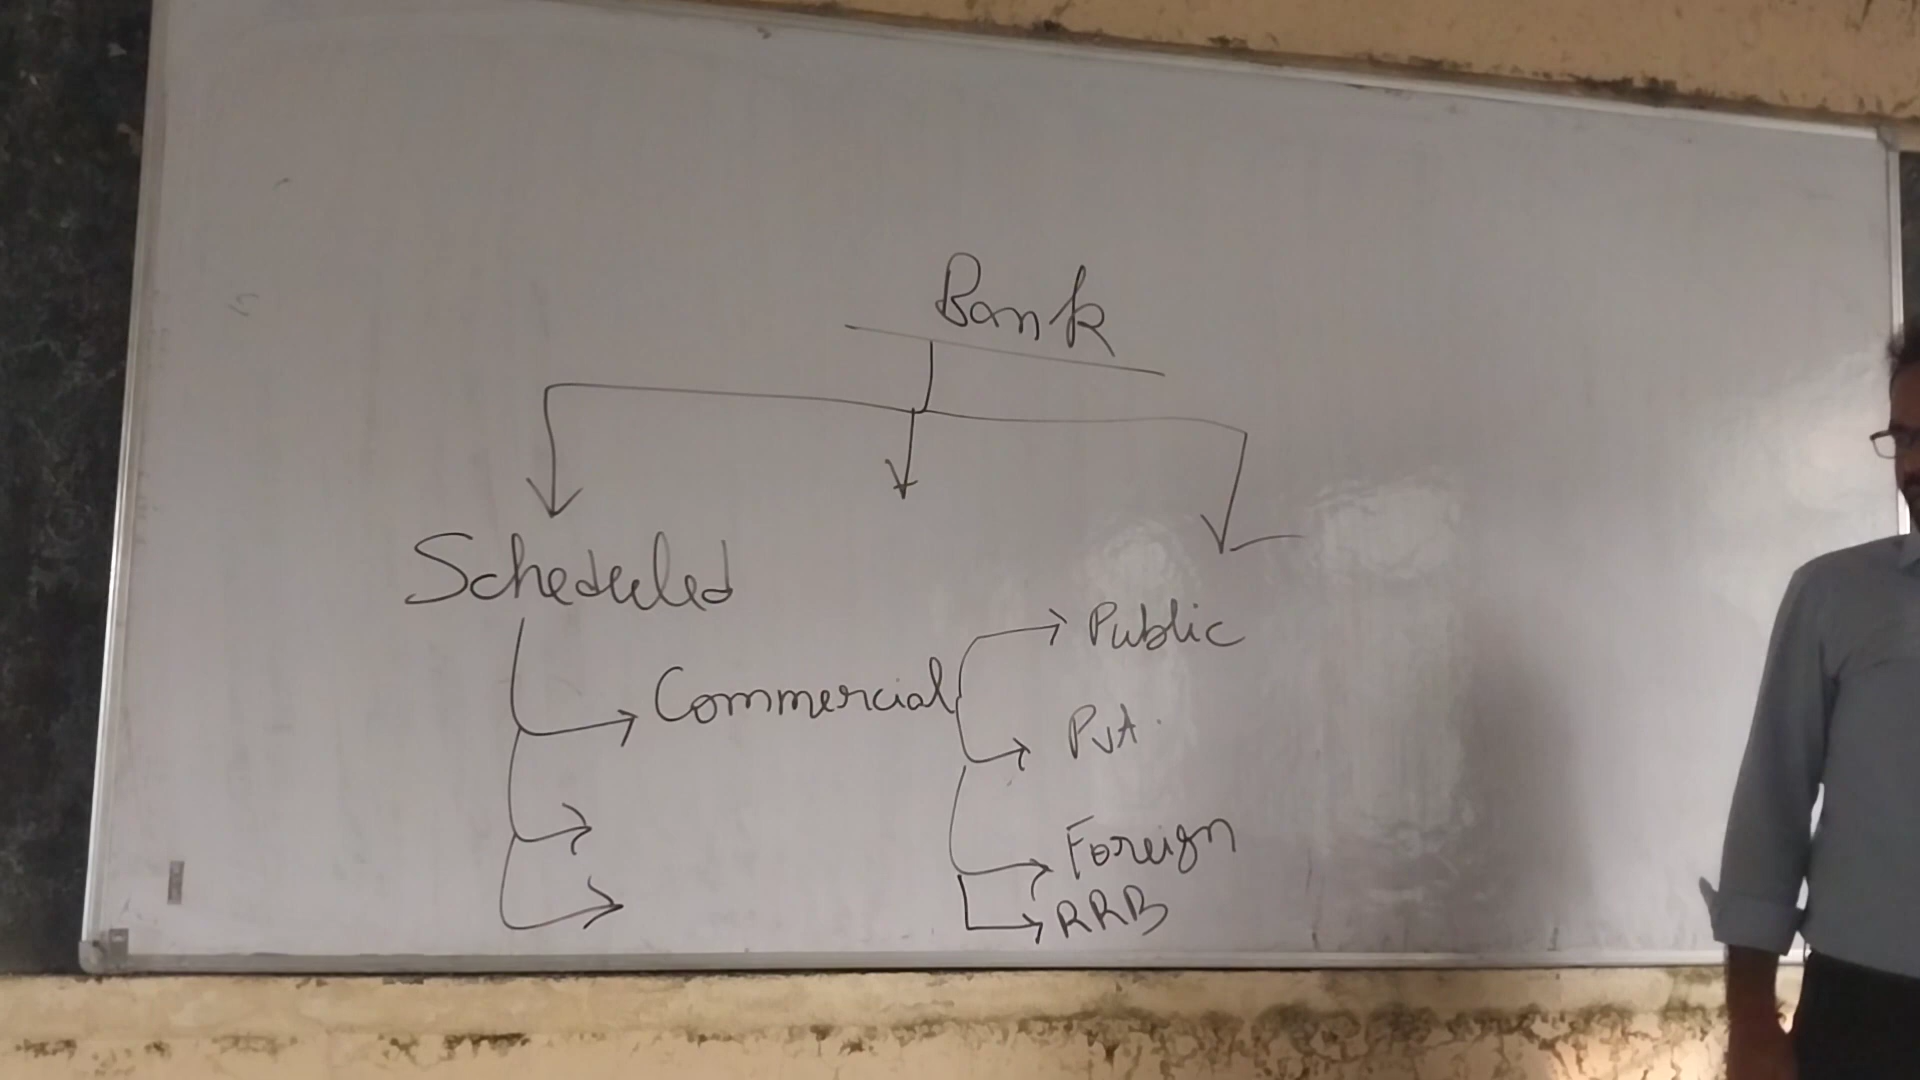 Bank
Scheduled
Commercial
Public
Pvt.
Foreign
RRB